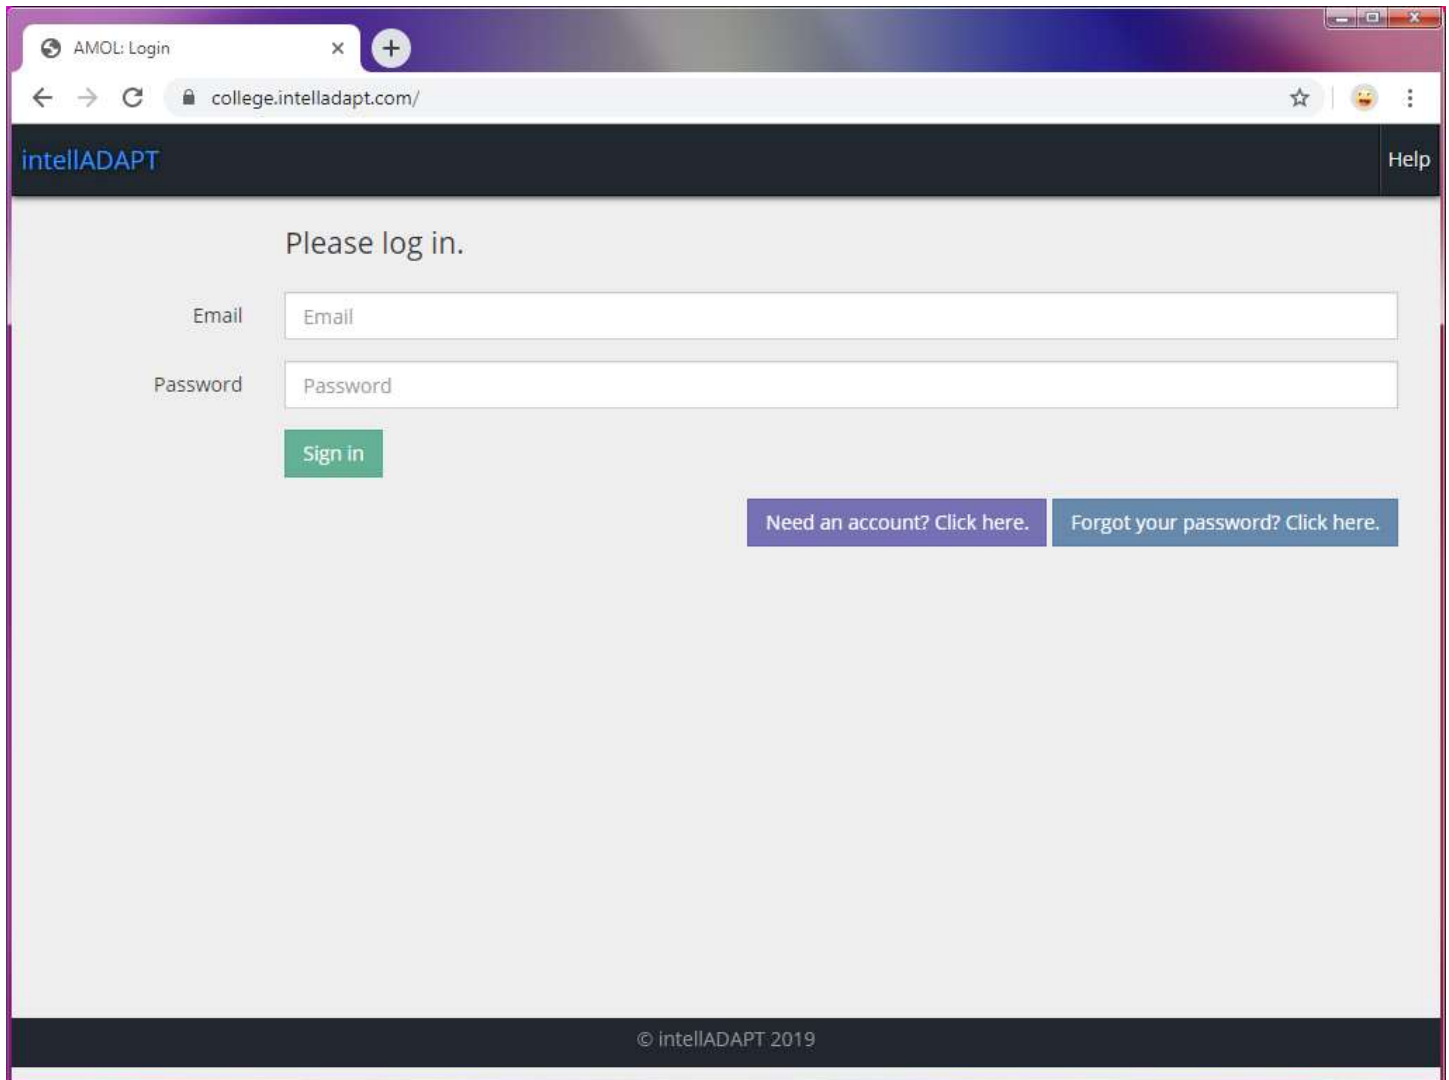 AMOL: Login
college.intelladapt.com/
intellADAPT
Help
Please log in.
Email
Email
Password
Password
Sign in
Need an account? Click here.
Forgot your password? Click here.
© intellADAPT 2019